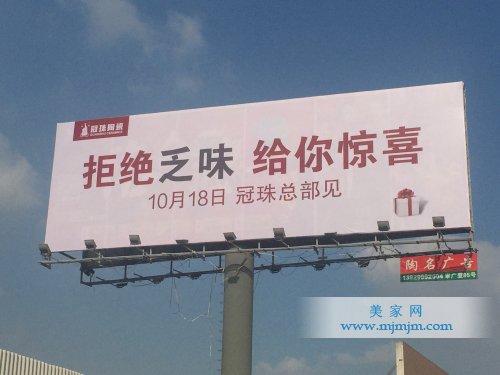 冠珠陶瓷
拒绝乏味 给你惊喜
10月18日 冠珠总部见
陶名广告
美家网
www.mjmjm.com